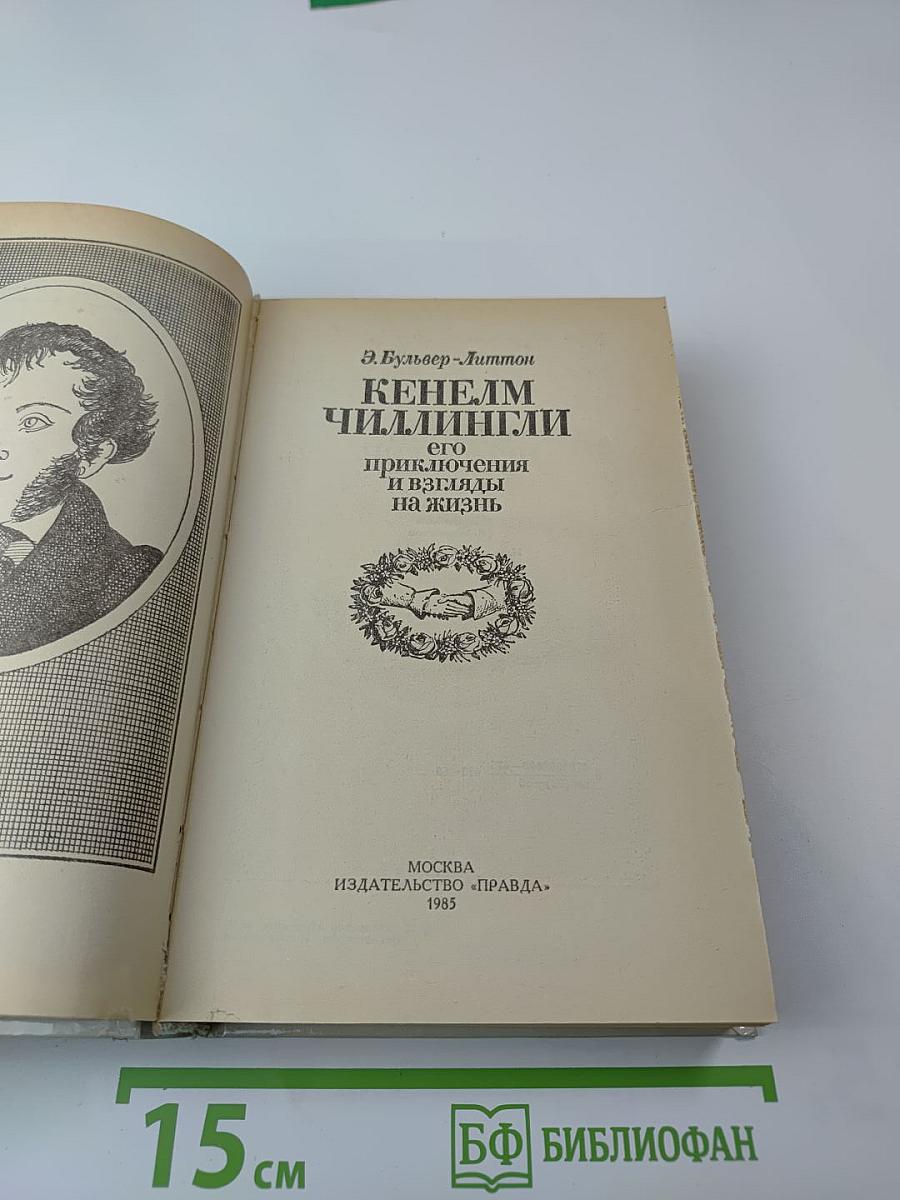 Э. Бульвер-Литтон
КЕНЕЛМ
ЧИЛЛИНГЛИ
его
приключения
и взгляды
на жизнь
МОСКВА
ИЗДАТЕЛЬСТВО «ПРАВДА»
1985
15 см
БФ БИБЛИОФАН